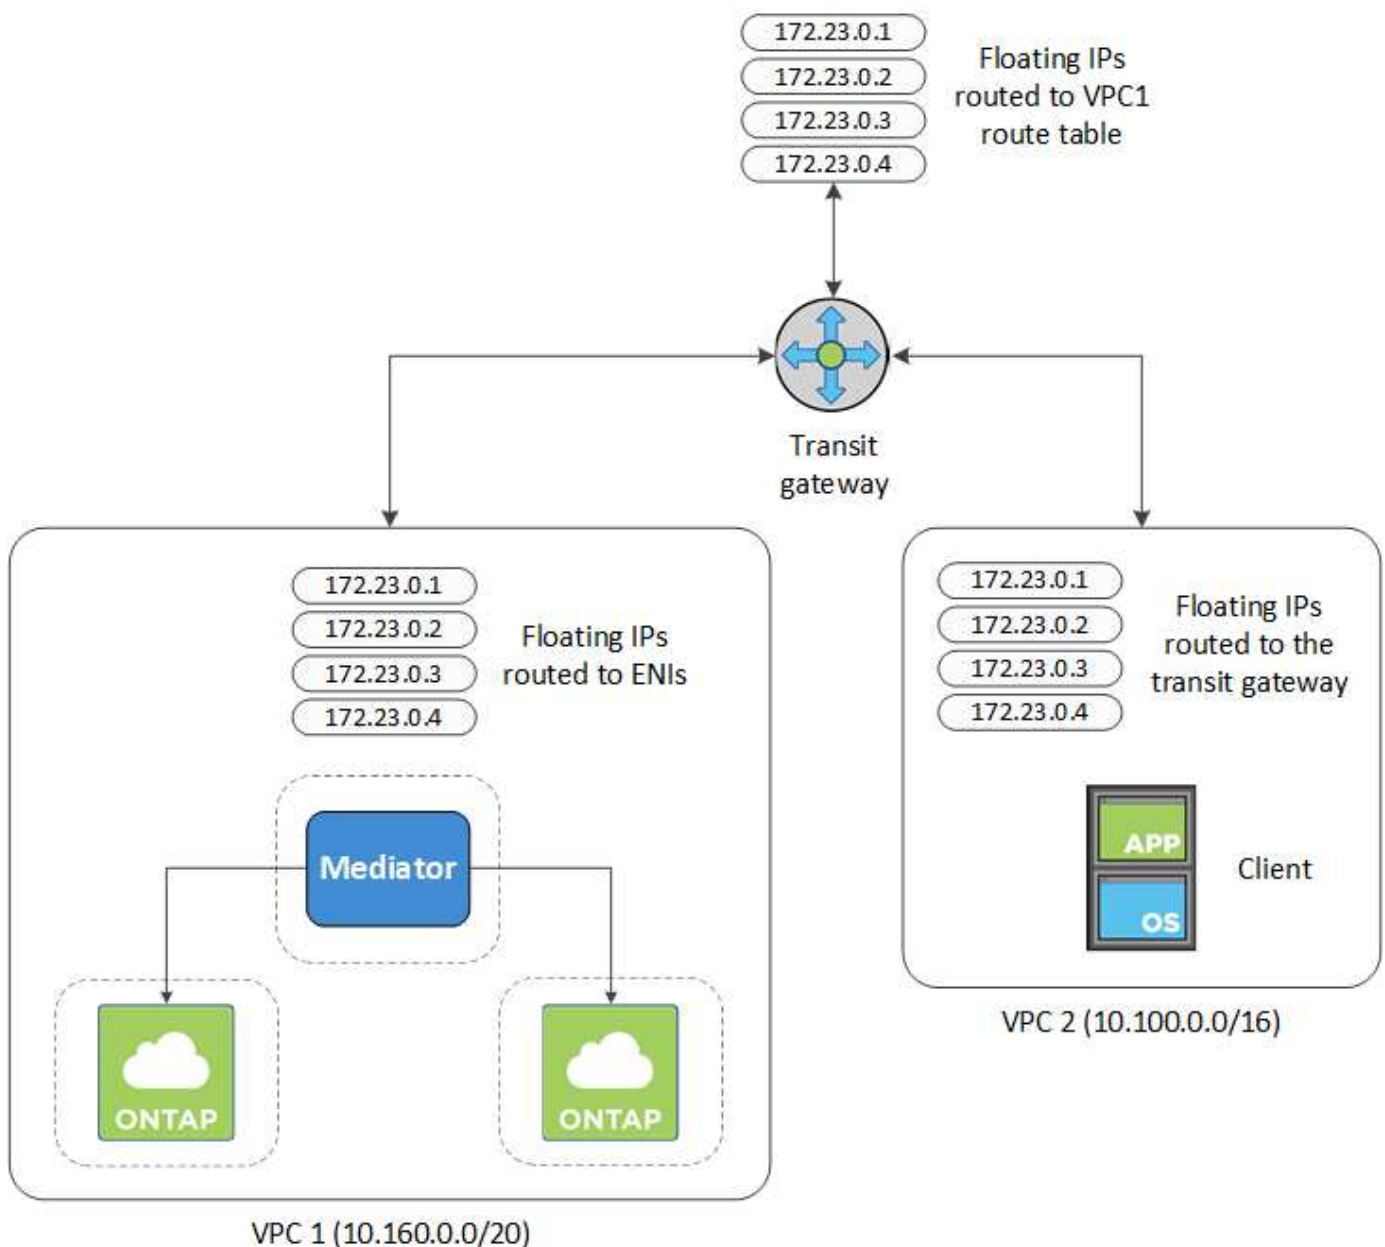 172.23.0.1
172.23.0.2
172.23.0.3
172.23.0.4
Floating IPs
routed to VPC1
route table
Transit
gateway
172.23.0.1
172.23.0.2
172.23.0.3
172.23.0.4
Floating IPs
routed to ENIs
Mediator
ONTAP
ONTAP
VPC 1 (10.160.0.0/20)
172.23.0.1
172.23.0.2
172.23.0.3
172.23.0.4
Floating IPs
routed to the
transit gateway
APP
OS
Client
VPC 2 (10.100.0.0/16)